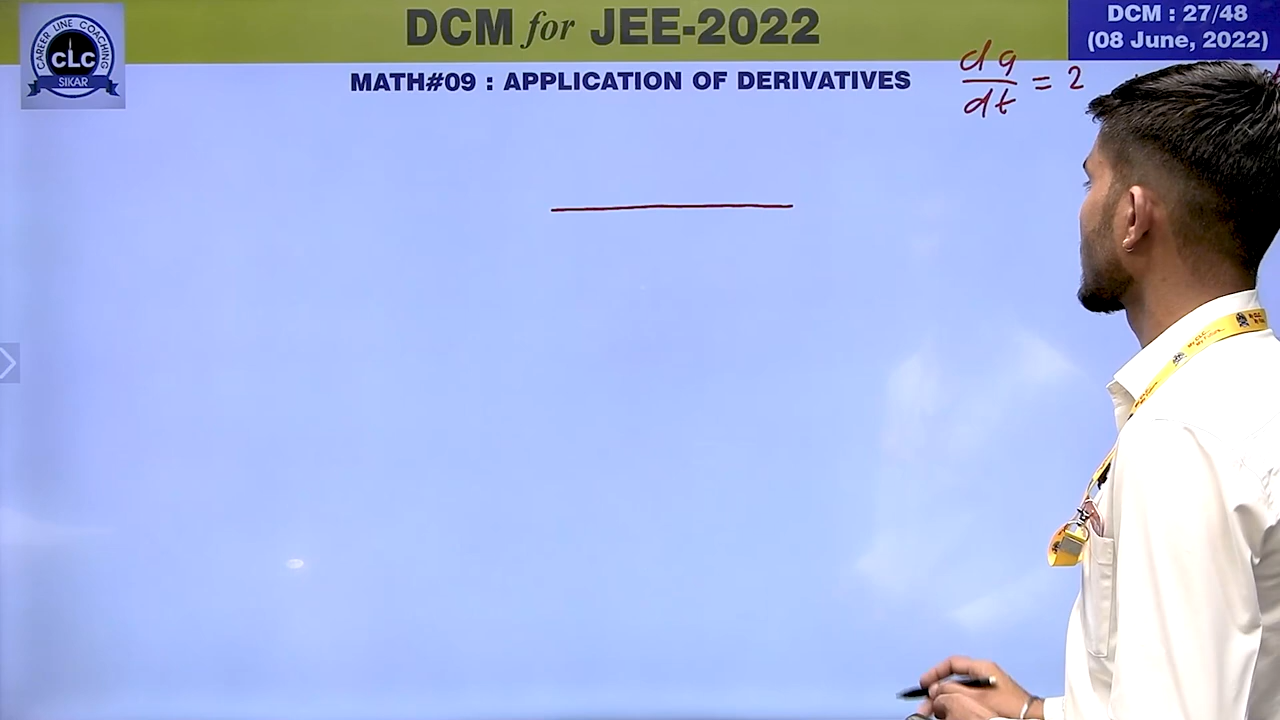 DCM for JEE-2022
DCM : 27/48
(08 June, 2022)
CAREER LINE COACHING
CLC
SIKAR
MATH#09 : APPLICATION OF DERIVATIVES
da/dt = 2